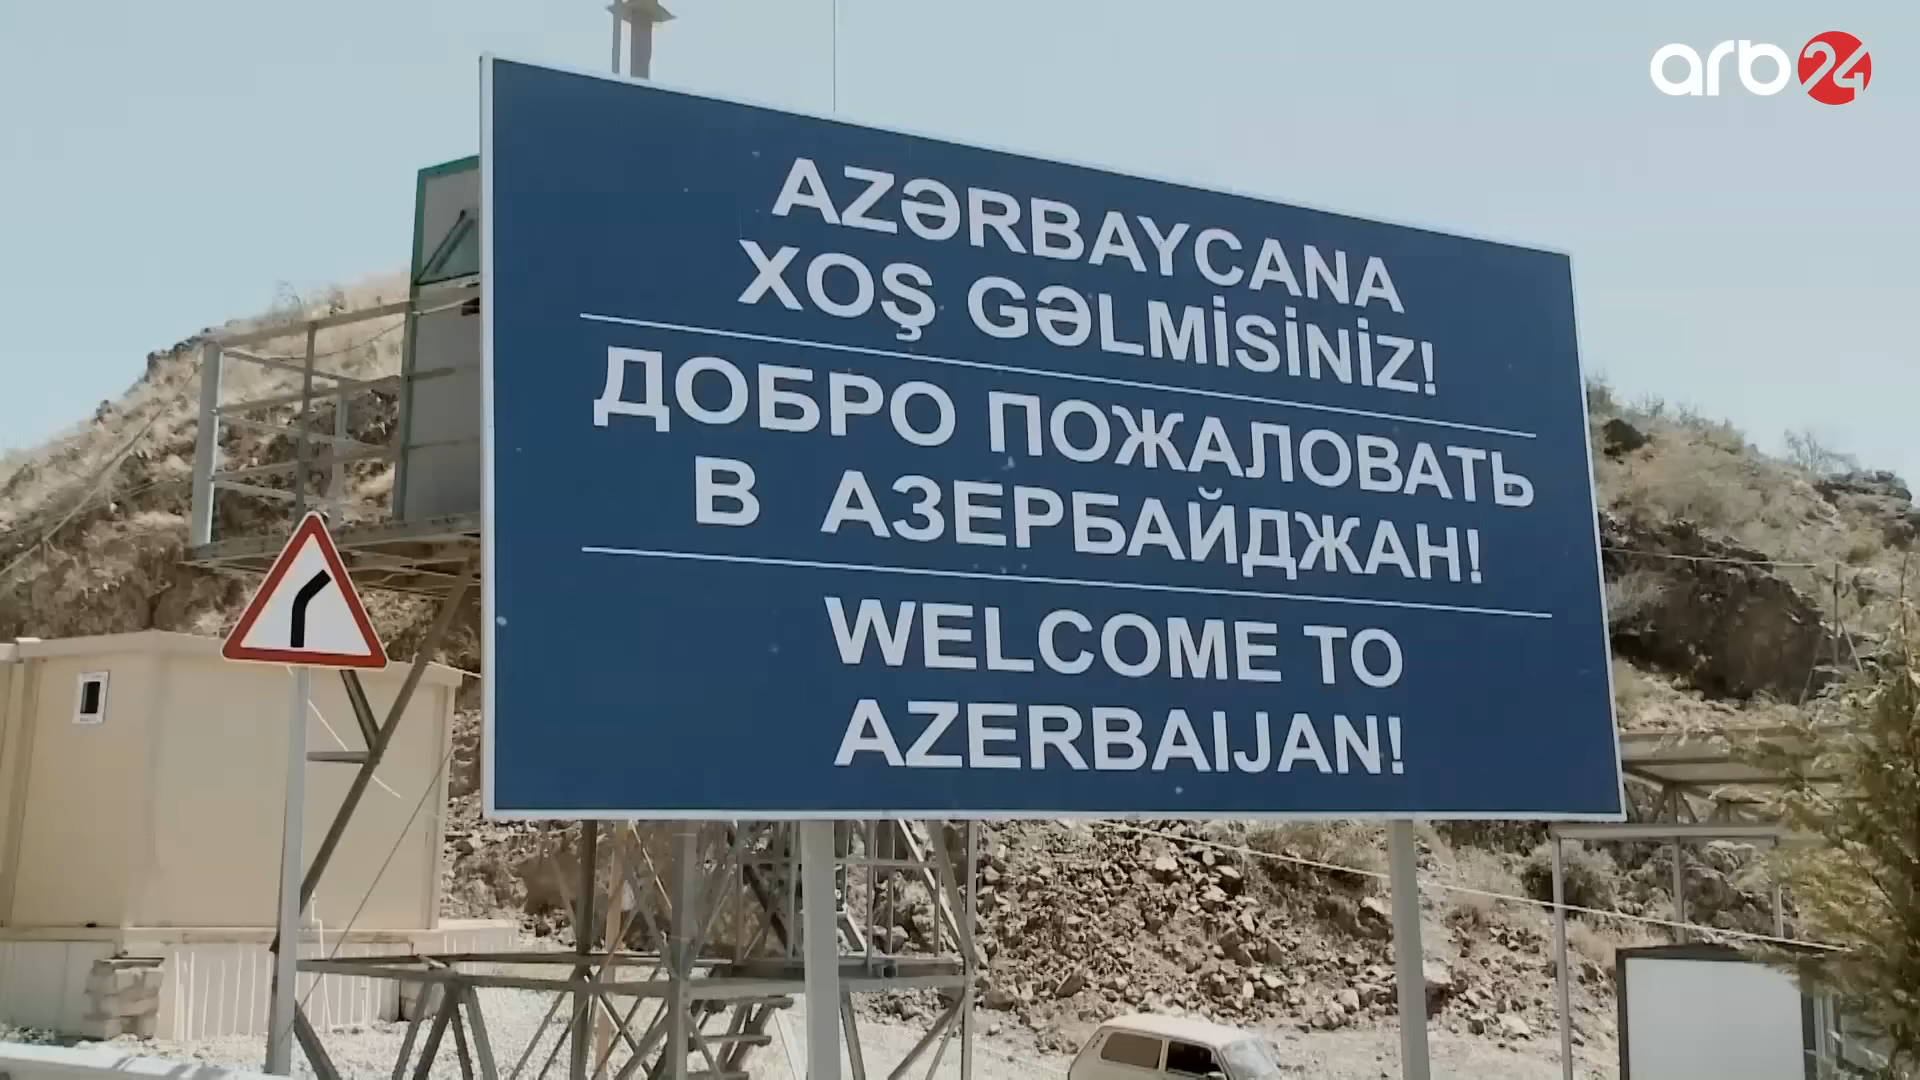 arb24
AZƏRBAYCANA
XOŞ GƏLMİSİNİZ!
ДОБРО ПОЖАЛОВАТЬ
В АЗЕРБАЙДЖАН!
WELCOME TO
AZERBAIJAN!